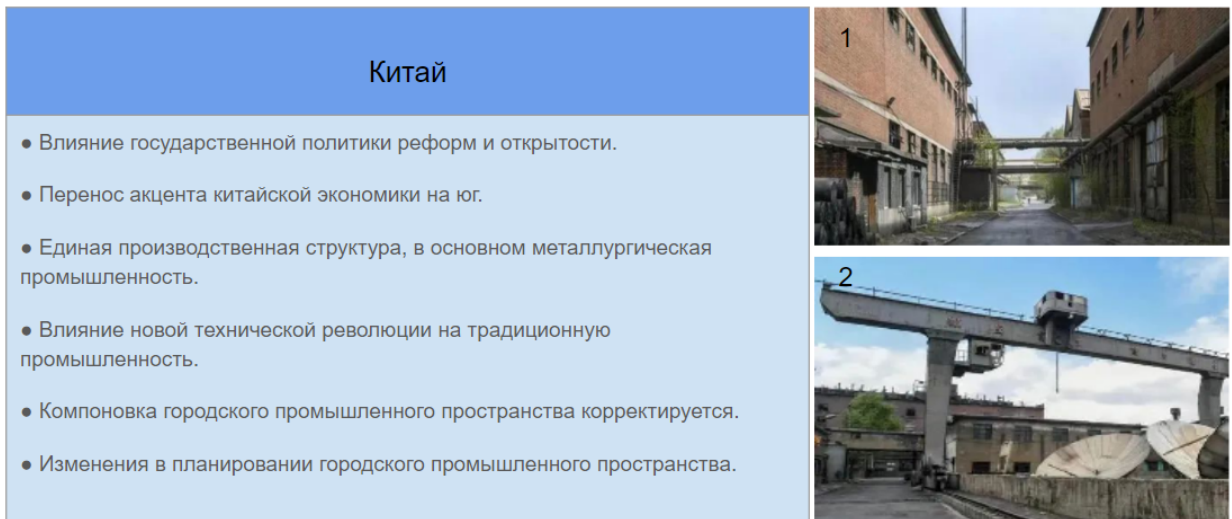 Китай
● Влияние государственной политики реформ и открытости.
● Перенос акцента китайской экономики на юг.
● Единая производственная структура, в основном металлургическая
промышленность.
● Влияние новой технической революции на традиционную
промышленность.
● Компоновка городского промышленного пространства корректируется.
● Изменения в планировании городского промышленного пространства.
1
2